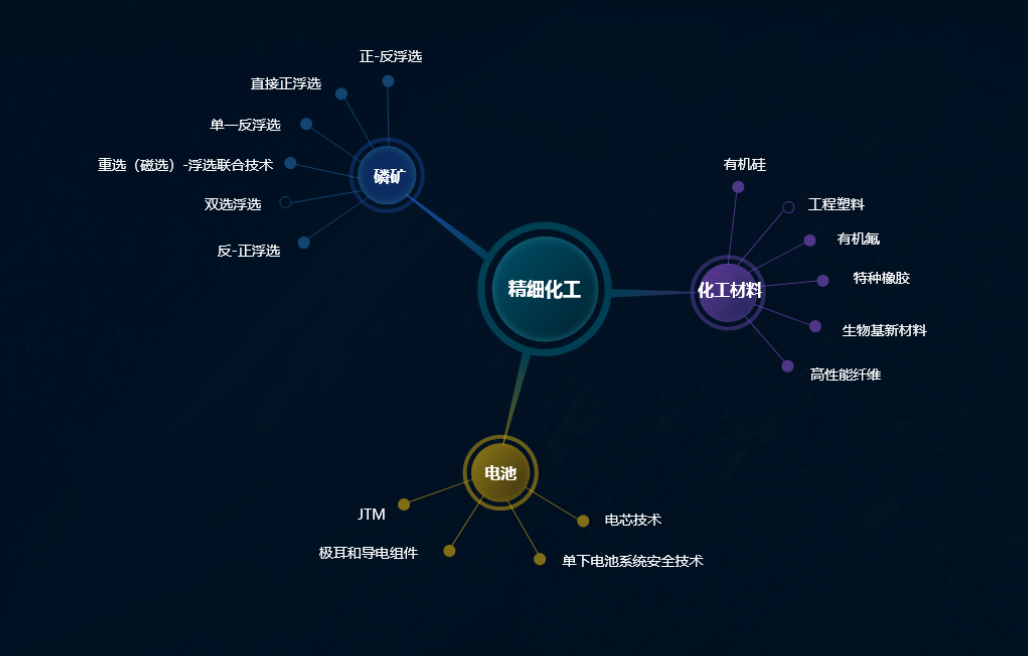 正-反浮选
直接正浮选
单一反浮选
重选（磁选）-浮选联合技术
双选浮选
反-正浮选
磷矿
精细化工
有机硅
工程塑料
有机氟
特种橡胶
生物基新材料
高性能纤维
化工材料
电池
JTM
极耳和导电组件
单下电池系统安全技术
电芯技术